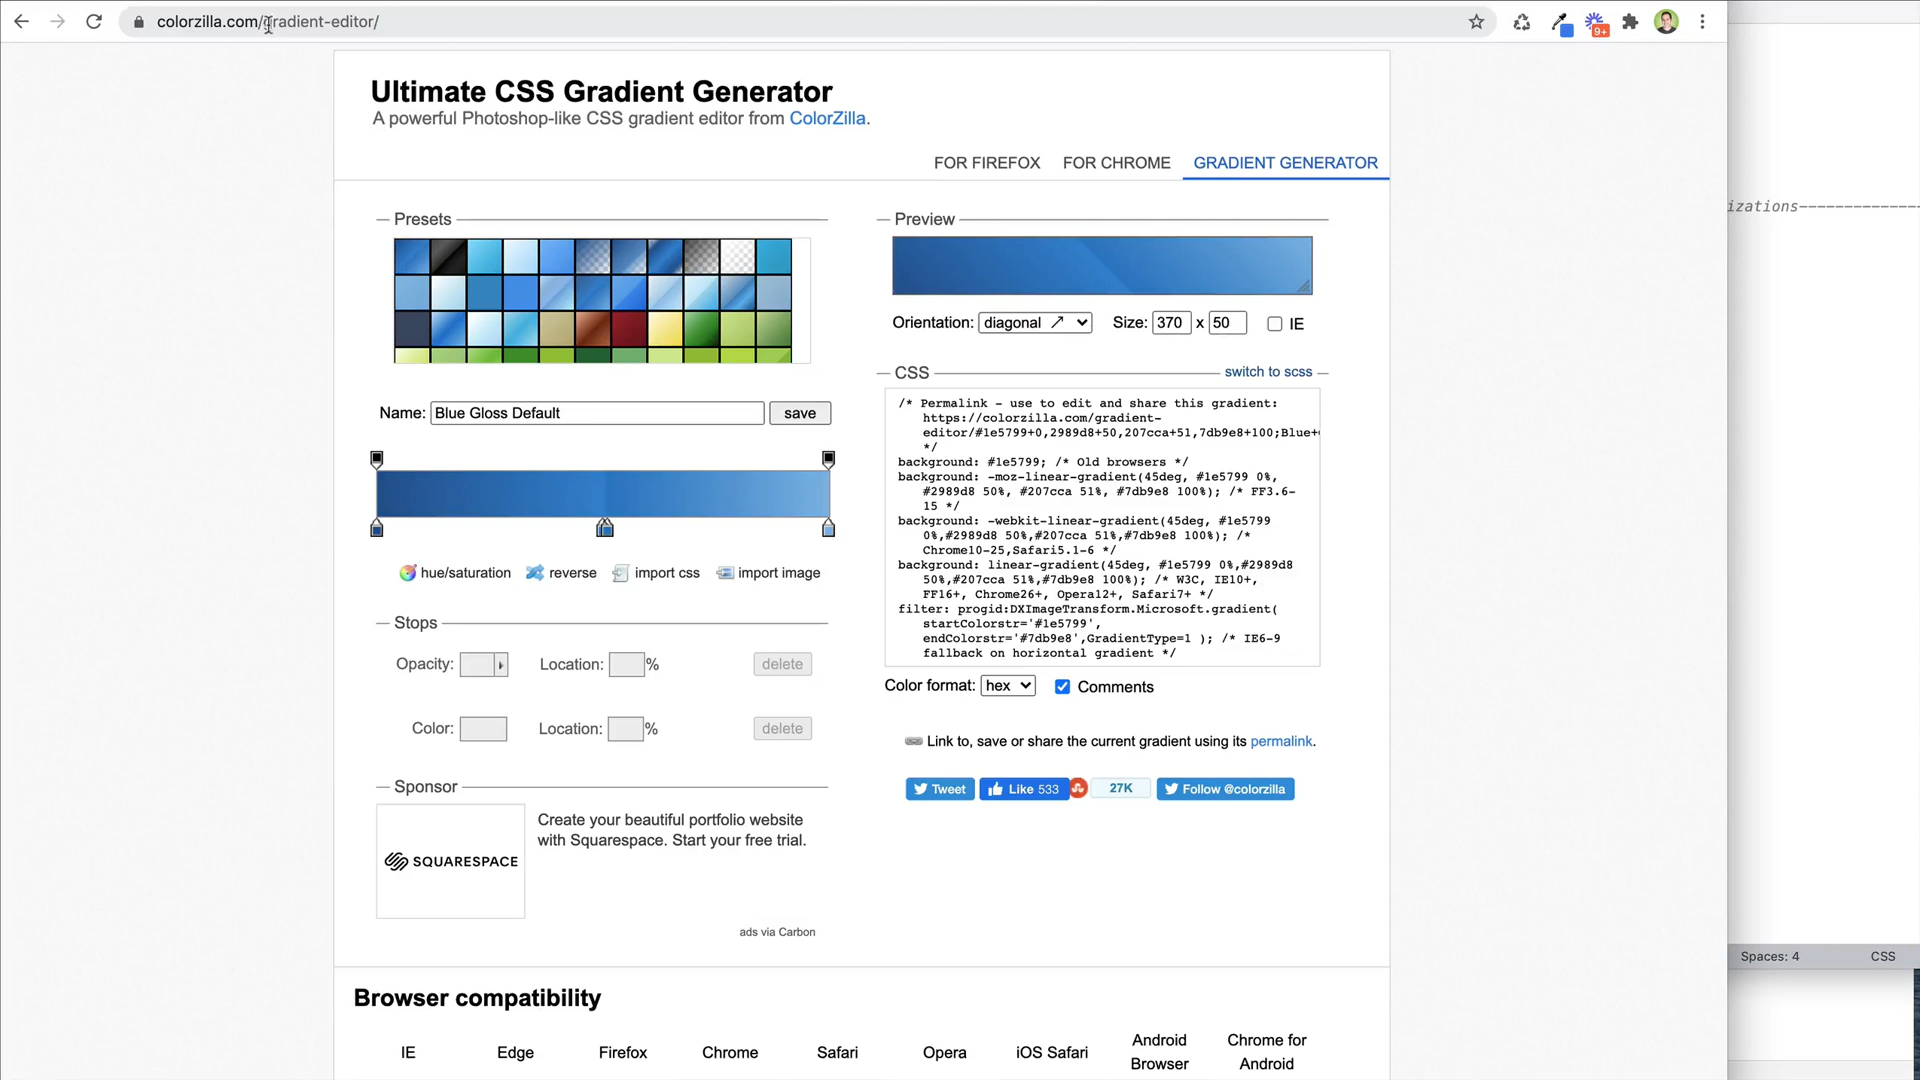 colorzilla.com/gradient-editor/
9+
Ultimate CSS Gradient Generator
A powerful Photoshop-like CSS gradient editor from ColorZilla.
FOR FIREFOX FOR CHROME GRADIENT GENERATOR
Presets
Name: Blue Gloss Default save
hue/saturation reverse import css import image
Stops
Opacity: Location: % delete
Color: Location: % delete
Sponsor
SQUARESPACE
Create your beautiful portfolio website
with Squarespace. Start your free trial.
ads via Carbon
Preview
Orientation: diagonal ↗ Size: 370 x 50 IE
CSS switch to scss
/* Permalink - use to edit and share this gradient:
https://colorzilla.com/gradient-
editor/#1e5799+0,2989d8+50,207cca+51,7db9e8+100;Blue+
*/
background: #1e5799; /* Old browsers */
background: -moz-linear-gradient(45deg, #1e5799 0%,
#2989d8 50%, #207cca 51%, #7db9e8 100%); /* FF3.6-
15 */
background: -webkit-linear-gradient(45deg, #1e5799
0%,#2989d8 50%,#207cca 51%,#7db9e8 100%); /*
Chrome10-25,Safari5.1-6 */
background: linear-gradient(45deg, #1e5799 0%,#2989d8
50%,#207cca 51%,#7db9e8 100%); /* W3C, IE10+,
FF16+, Chrome26+, Opera12+, Safari7+ */
filter: progid:DXImageTransform.Microsoft.gradient(
startColorstr='#1e5799',
endColorstr='#7db9e8',GradientType=1 ); /* IE6-9
fallback on horizontal gradient */
Color format: hex Comments
Link to, save or share the current gradient using its permalink.
Tweet Like 533 27K Follow @colorzilla
Browser compatibility
IE Edge Firefox Chrome Safari Opera iOS Safari Android Browser Chrome for Android
izations---------------
Spaces: 4 CSS